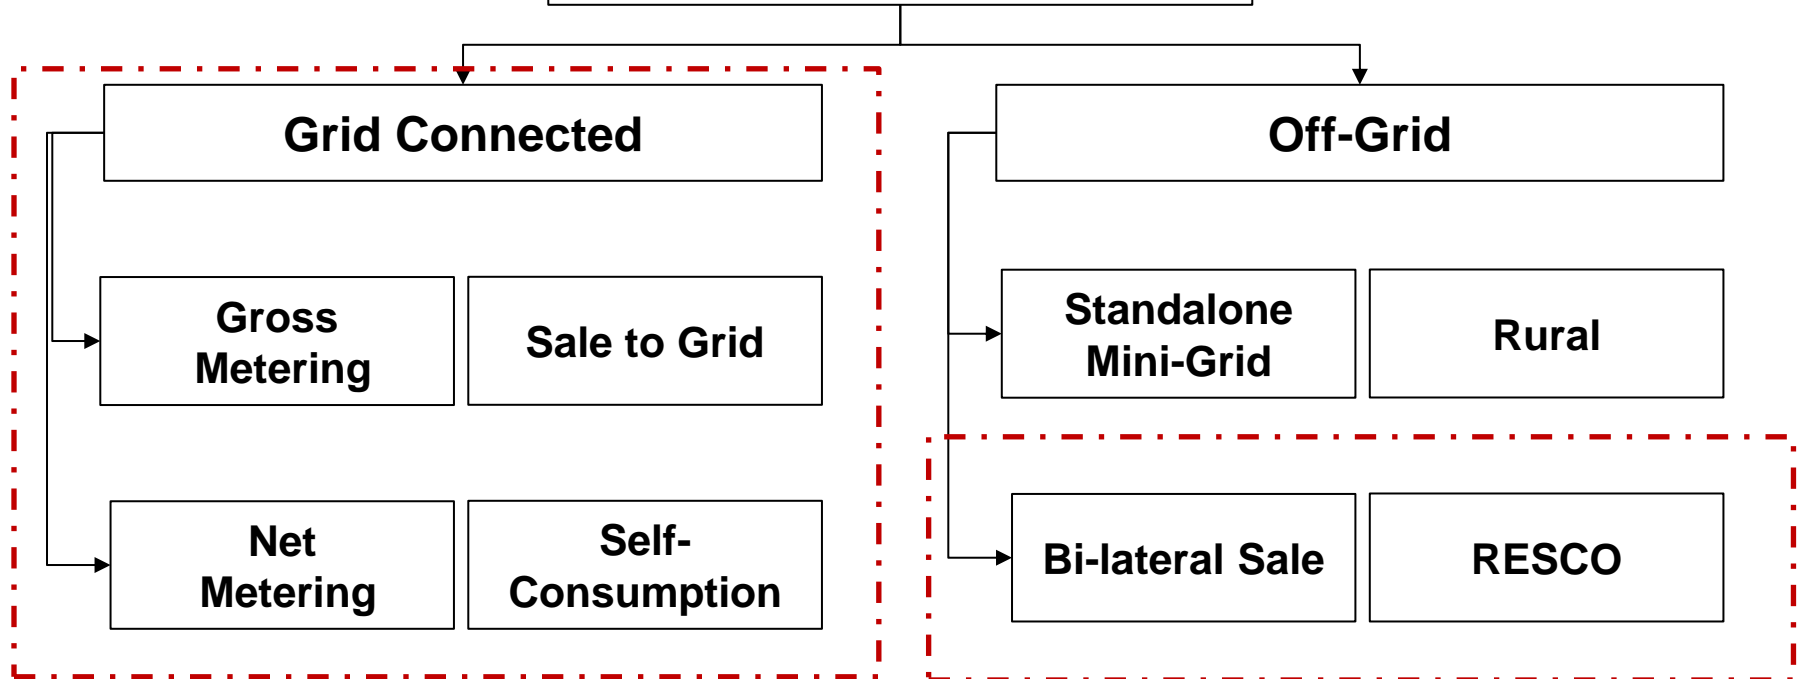 Grid Connected
Off-Grid
Gross
Metering
Sale to Grid
Standalone
Mini-Grid
Rural
Net
Metering
Self-
Consumption
Bi-lateral Sale
RESCO